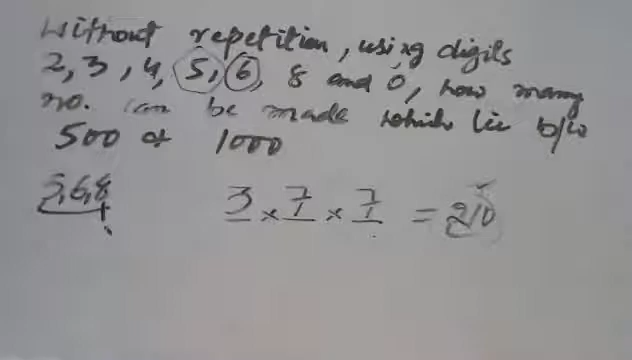 without repetition, using digits
2, 3, 4, 5, 6, 8 and 0, how many
no. can be made which lie b/w
500 & 1000
5,6,8 3 × 7 × 7 = 210